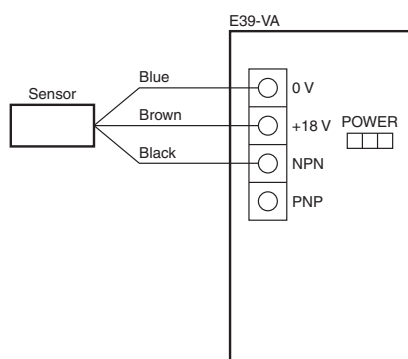 E39-VA
Blue
0 V
Sensor
Brown
+18 V
POWER
Black
NPN
PNP